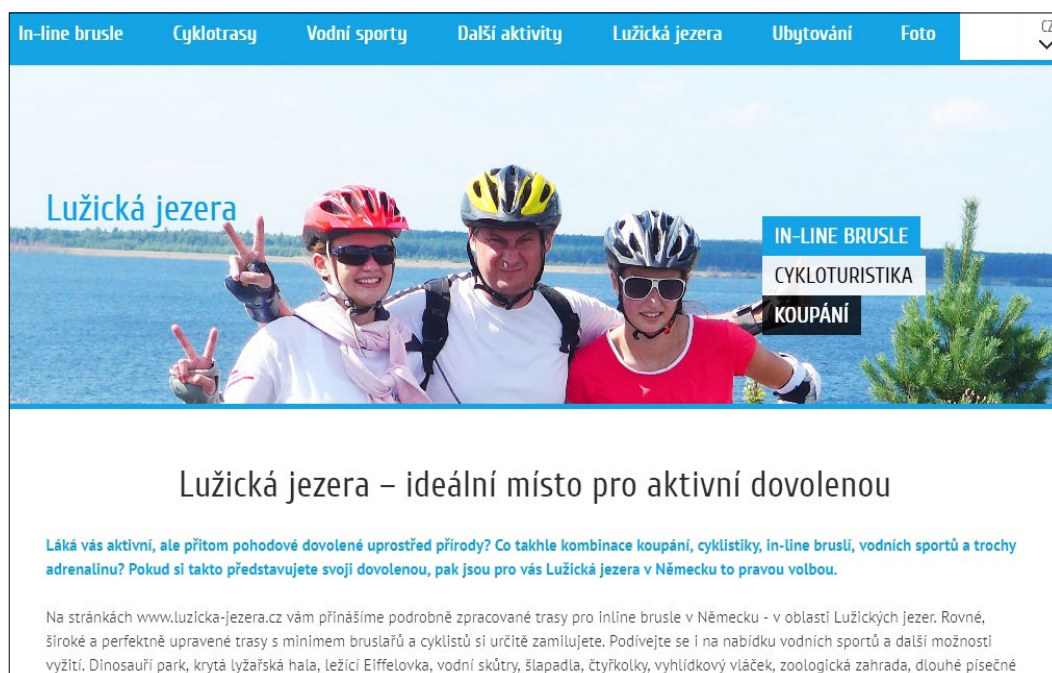 In-line brusle Cyklotrasy Vodní sporty Další aktivity Lužická jezera Ubytování Foto CZ
Lužická jezera
IN-LINE BRUSLE
CYKLOTURISTIKA
KOUPÁNÍ
Lužická jezera – ideální místo pro aktivní dovolenou
Láká vás aktivní, ale přitom pohodové dovolené uprostřed přírody? Co takhle kombinace koupání, cyklistiky, in-line bruslí, vodních sportů a trochy
adrenalinu? Pokud si takto představujete svoji dovolenou, pak jsou pro vás Lužická jezera v Německu to pravou volbou.
Na stránkách www.luzicka-jezera.cz vám přinášíme podrobně zpracované trasy pro inline brusle v Německu - v oblasti Lužických jezer. Rovné,
široké a perfektně upravené trasy s minimem bruslařů a cyklistů si určitě zamilujete. Podívejte se i na nabídku vodních sportů a další možnosti
vyžití. Dinosauří park, krytá lyžařská hala, ležící Eiffelovka, vodní skůtry, šlapadla, čtyřkolky, vyhlídkový vláček, zoologická zahrada, dlouhé písečné